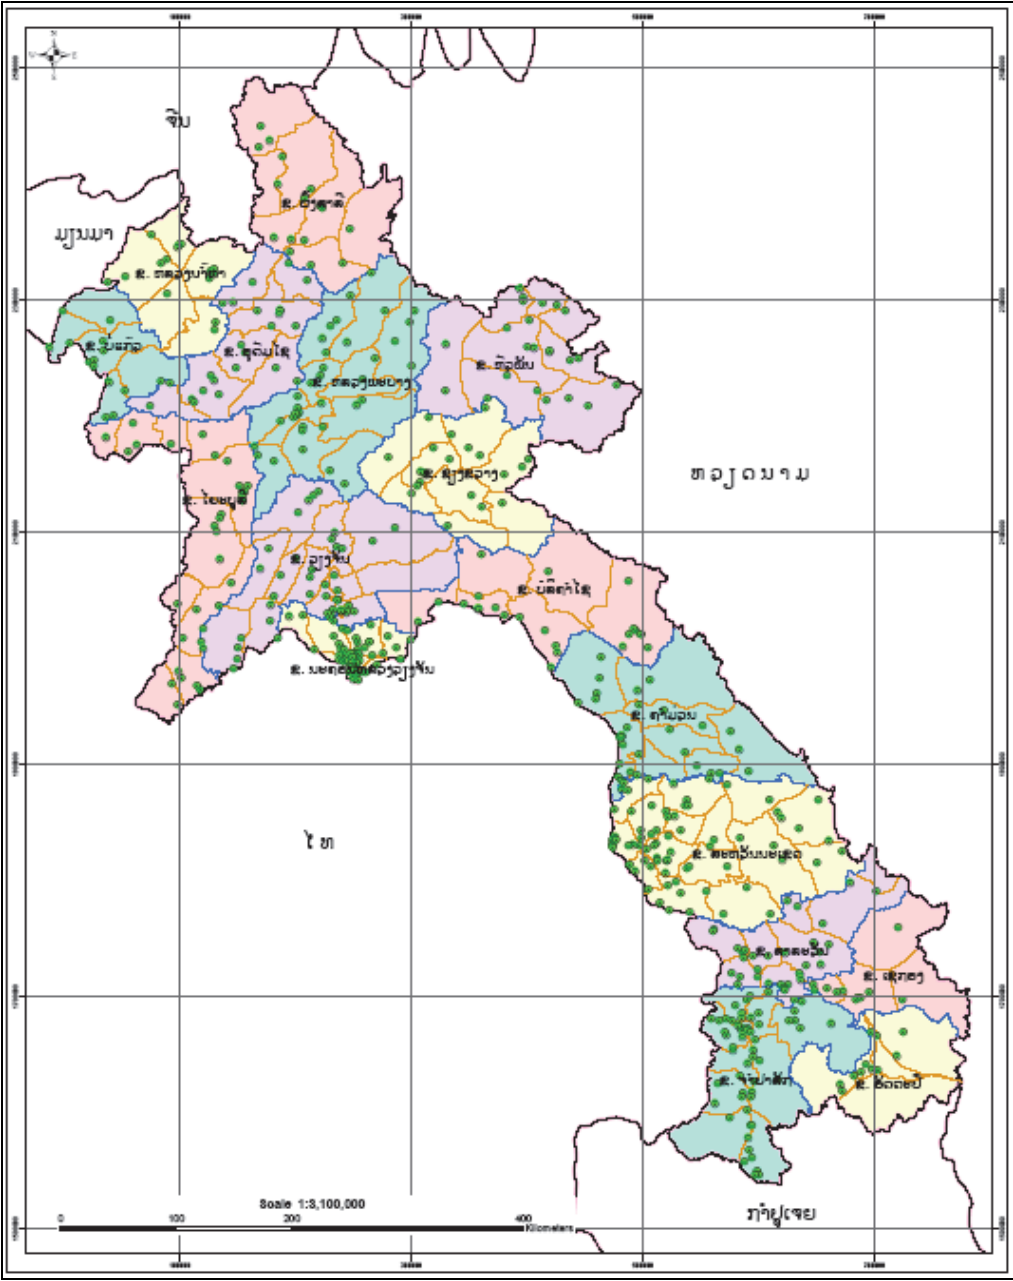 ຈີນ
ມຽນມາ
ຂ. ຜົ້ງສາລີ
ຂ. ຫລວງນໍ້າທາ
ຂ. ບໍ່ແກ້ວ
ຂ. ອຸດົມໄຊ
ຂ. ຫລວງພະບາງ
ຂ. ຫົວພັນ
ຂ. ຊຽງຂວາງ
ຫວຽດນາມ
ຂ. ໄຍະບູລີ
ຂ. ວຽງຈັນ
ຂ. ບໍລິຄໍາໄຊ
ຂ. ນະຄອນຫລວງວຽງຈັນ
ຂ. ຄໍາມ່ວນ
ໄທ
ຂ. ສະຫວັນນະເຂດ
ຂ. ສາລະວັນ
ຂ. ເຊກອງ
ຂ. ຈໍາປາສັກ
ຂ. ອັດຕະປື
ກໍາປູເຈຍ
Scale 1:3,100,000
0 100 200 400
Kilometers